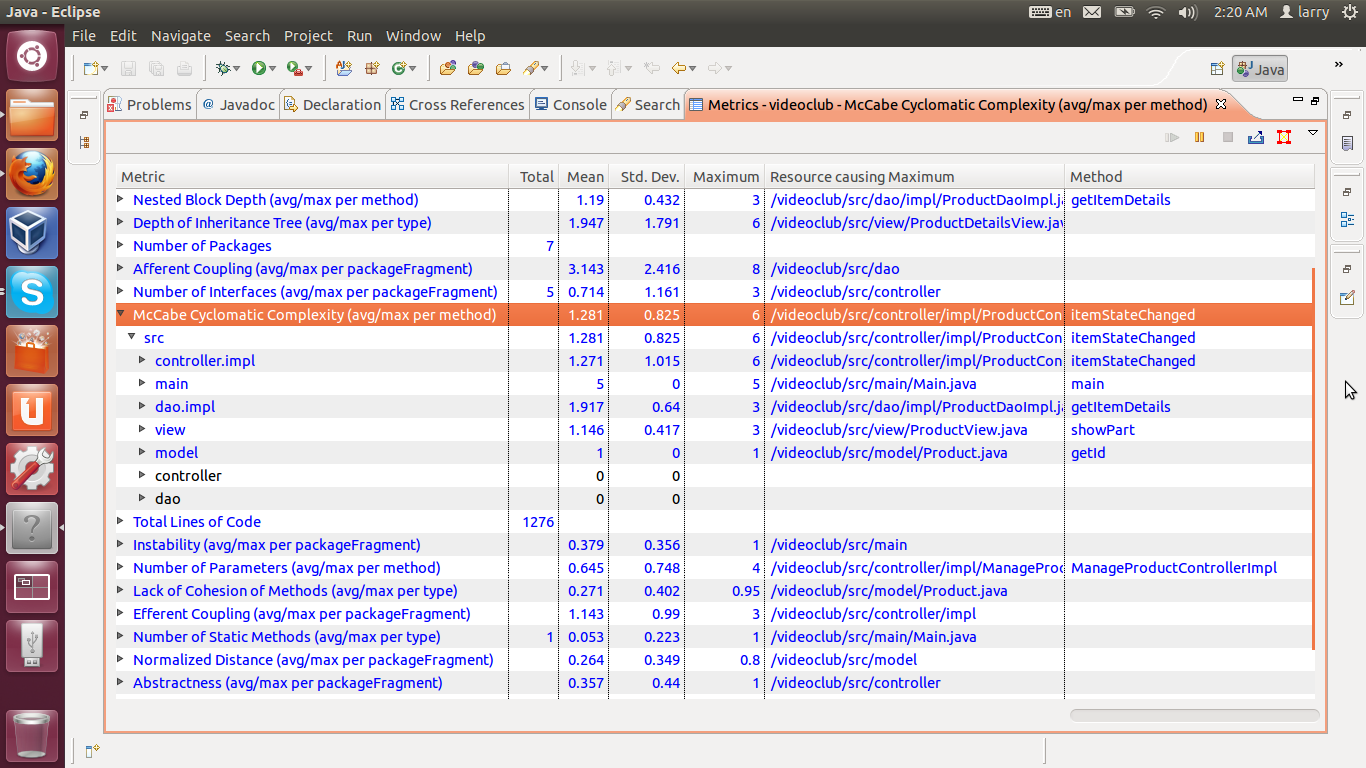 Java - Eclipse en 2:20 AM larry
File Edit Navigate Search Project Run Window Help
Java »
Problems @ Javadoc Declaration Cross References Console Search Metrics - videoclub - McCabe Cyclomatic Complexity (avg/max per method)
Metric Total Mean Std. Dev. Maximum Resource causing Maximum Method
Nested Block Depth (avg/max per method) 1.19 0.432 3 /videoclub/src/dao/impl/ProductDaoImpl.ja getItemDetails
Depth of Inheritance Tree (avg/max per type) 1.947 1.791 6 /videoclub/src/view/ProductDetailsView.jav
Number of Packages 7
Afferent Coupling (avg/max per packageFragment) 3.143 2.416 8 /videoclub/src/dao
Number of Interfaces (avg/max per packageFragment) 5 0.714 1.161 3 /videoclub/src/controller
McCabe Cyclomatic Complexity (avg/max per method) 1.281 0.825 6 /videoclub/src/controller/impl/ProductCon itemStateChanged
src 1.281 0.825 6 /videoclub/src/controller/impl/ProductCon itemStateChanged
controller.impl 1.271 1.015 6 /videoclub/src/controller/impl/ProductCon itemStateChanged
main 5 0 5 /videoclub/src/main/Main.java main
dao.impl 1.917 0.64 3 /videoclub/src/dao/impl/ProductDaoImpl.ja getItemDetails
view 1.146 0.417 3 /videoclub/src/view/ProductView.java showPart
model 1 0 1 /videoclub/src/model/Product.java getId
controller 0 0
dao 0 0
Total Lines of Code 1276
Instability (avg/max per packageFragment) 0.379 0.356 1 /videoclub/src/main
Number of Parameters (avg/max per method) 0.645 0.748 4 /videoclub/src/controller/impl/ManageProd ManageProductControllerImpl
Lack of Cohesion of Methods (avg/max per type) 0.271 0.402 0.95 /videoclub/src/model/Product.java
Efferent Coupling (avg/max per packageFragment) 1.143 0.99 3 /videoclub/src/controller/impl
Number of Static Methods (avg/max per type) 1 0.053 0.223 1 /videoclub/src/main/Main.java
Normalized Distance (avg/max per packageFragment) 0.264 0.349 0.8 /videoclub/src/model
Abstractness (avg/max per packageFragment) 0.357 0.44 1 /videoclub/src/controller